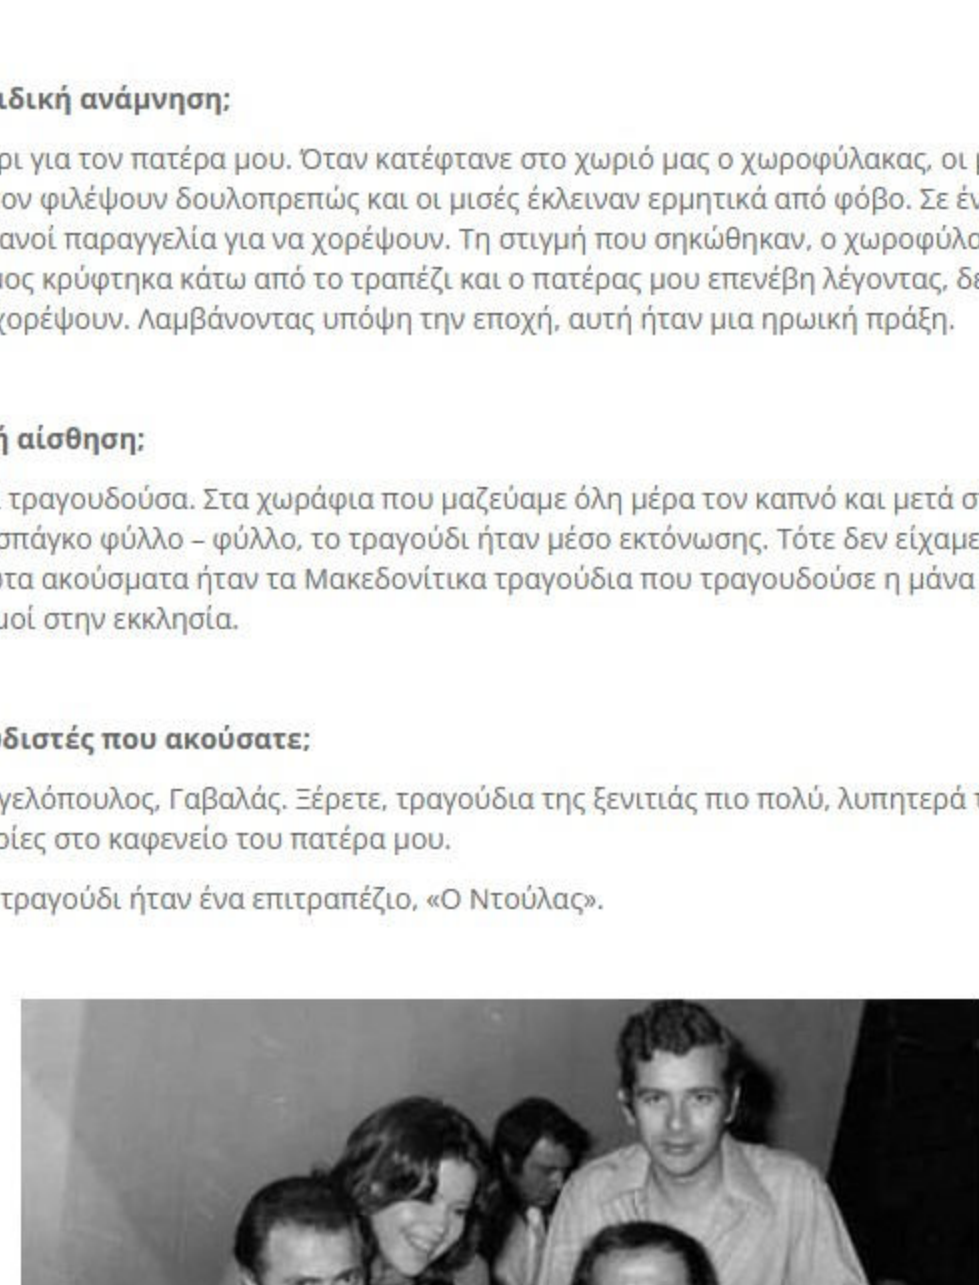 ιδική ανάμνηση;
ρι για τον πατέρα μου. Όταν κατέφτανε στο χωριό μας ο χωροφύλακας, οι
ον φιλέψουν δουλοπρεπώς και οι μισές έκλειναν ερμητικά από φόβο. Σε έν
ανοί παραγγελία για να χορέψουν. Τη στιγμή που σηκώθηκαν, ο χωροφύλα
μος κρύφτηκα κάτω από το τραπέζι και ο πατέρας μου επενέβη λέγοντας, δε
χορέψουν. Λαμβάνοντας υπόψη την εποχή, αυτή ήταν μια ηρωική πράξη.
ή αίσθηση;
τραγουδούσα. Στα χωράφια που μαζεύαμε όλη μέρα τον καπνό και μετά σ
σπάγκο φύλλο – φύλλο, το τραγούδι ήταν μέσο εκτόνωσης. Τότε δεν είχαμε
ώτα ακούσματα ήταν τα Μακεδονίτικα τραγούδια που τραγουδούσε η μάνα
μοί στην εκκλησία.
υδιστές που ακούσατε;
γελόπουλος, Γαβαλάς. Ξέρετε, τραγούδια της ξενιτιάς πιο πολύ, λυπητερά τ
ρίες στο καφενείο του πατέρα μου.
τραγούδι ήταν ένα επιτραπέζιο, «Ο Ντούλας».